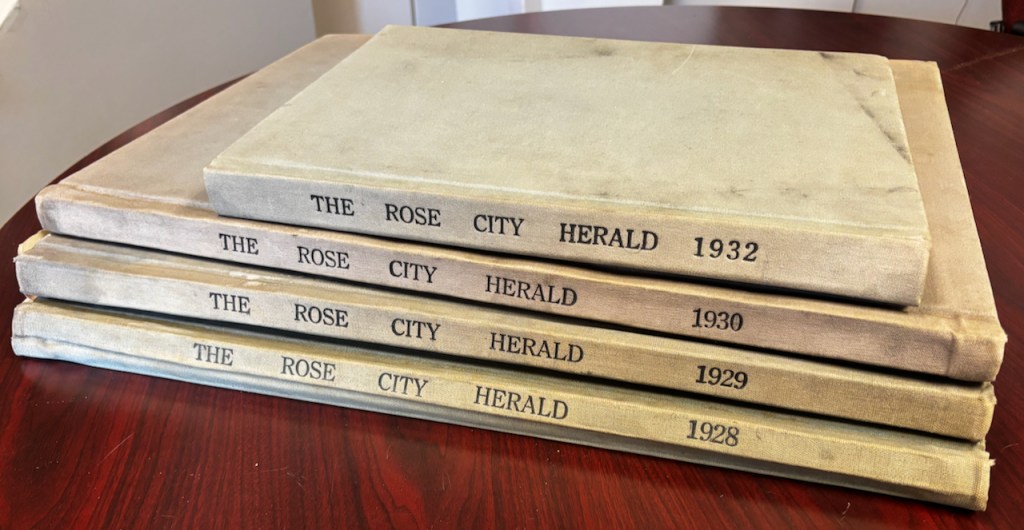 THE ROSE CITY HERALD 1932
THE ROSE CITY HERALD 1930
THE ROSE CITY HERALD 1929
THE ROSE CITY HERALD 1928